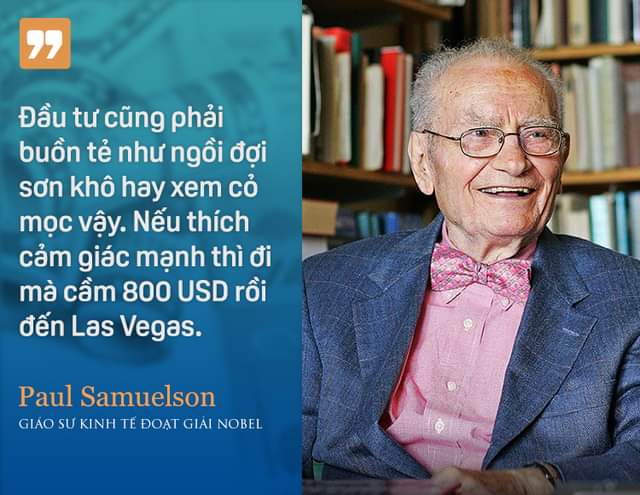 Đầu tư cũng phải
buồn tẻ như ngồi đợi
sơn khô hay xem cỏ
mọc vậy. Nếu thích
cảm giác mạnh thì đi
mà cầm 800 USD rồi
đến Las Vegas.
Paul Samuelson
GIÁO SƯ KINH TẾ ĐOẠT GIẢI NOBEL